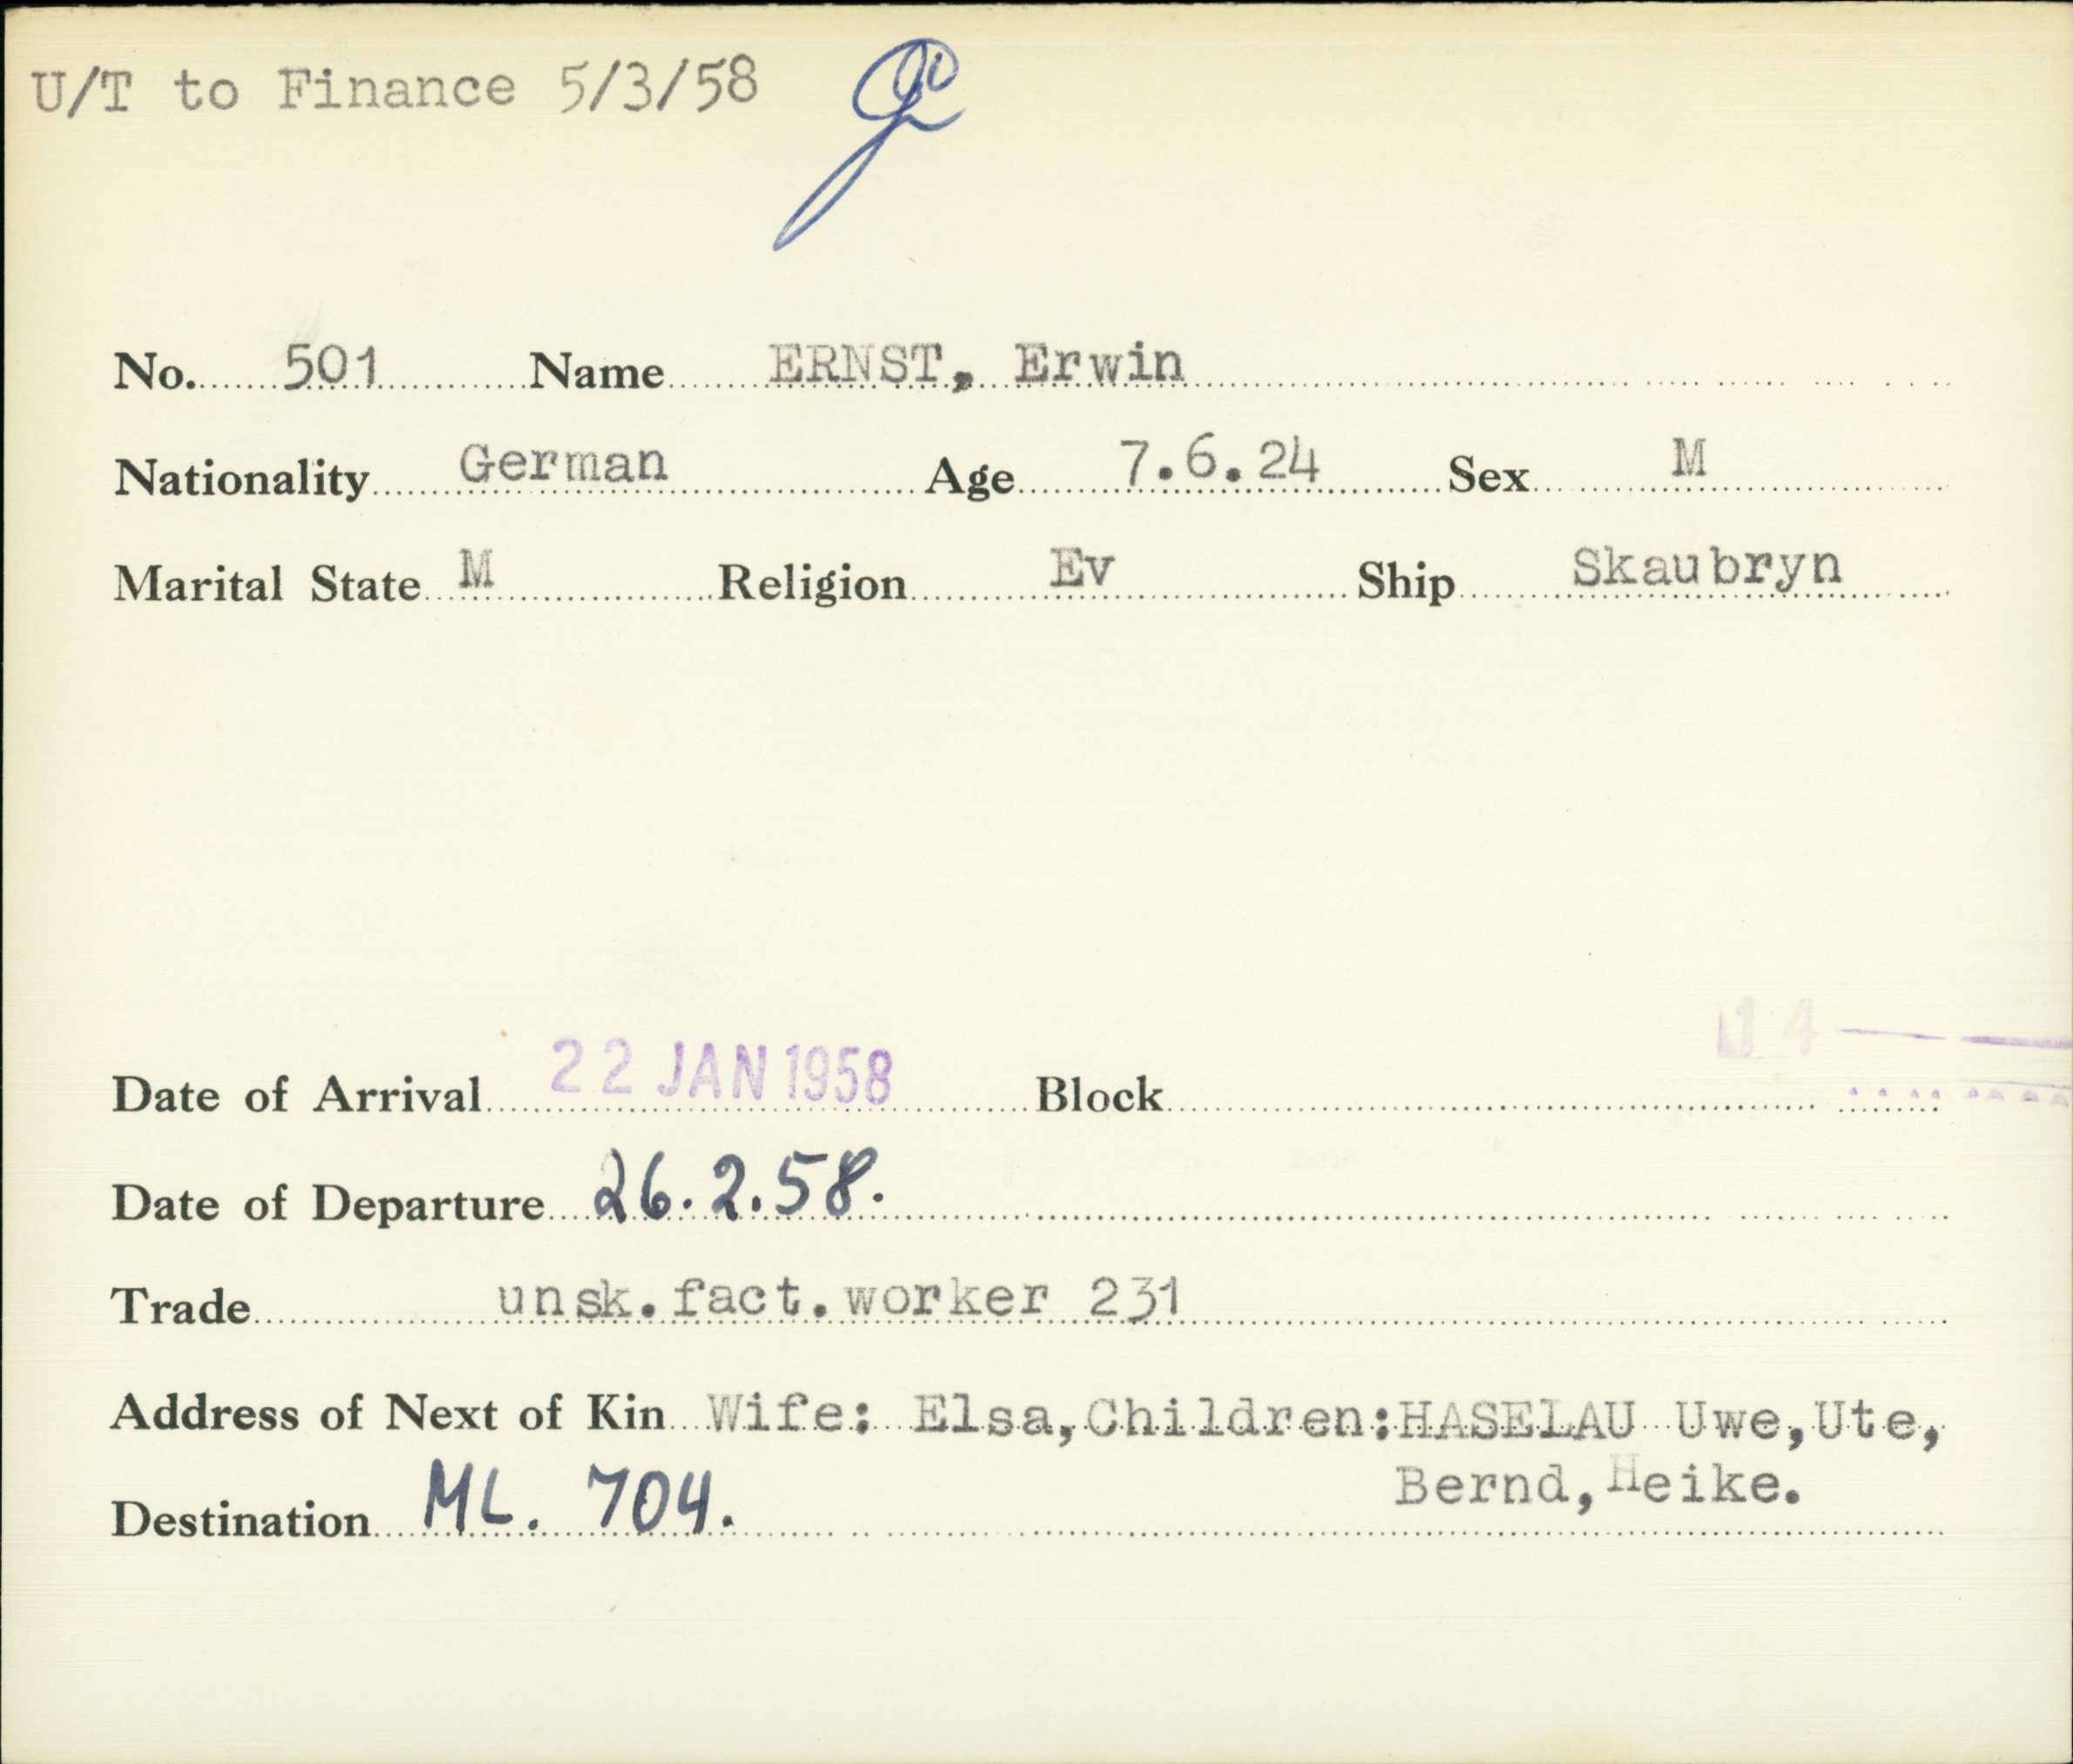 U/T to Finance 5/3/58
No. 501 Name ERNST, Erwin
Nationality German Age 7.6.24 Sex M
Marital State M Religion Ev Ship Skaubryn
14
Date of Arrival 22 JAN 1958 Block
Date of Departure 26.2.58.
Trade unsk.fact.worker 231
Address of Next of Kin Wife: Elsa,Children:HASELAU Uwe,Ute,
Bernd,Heike.
Destination ML. 704.